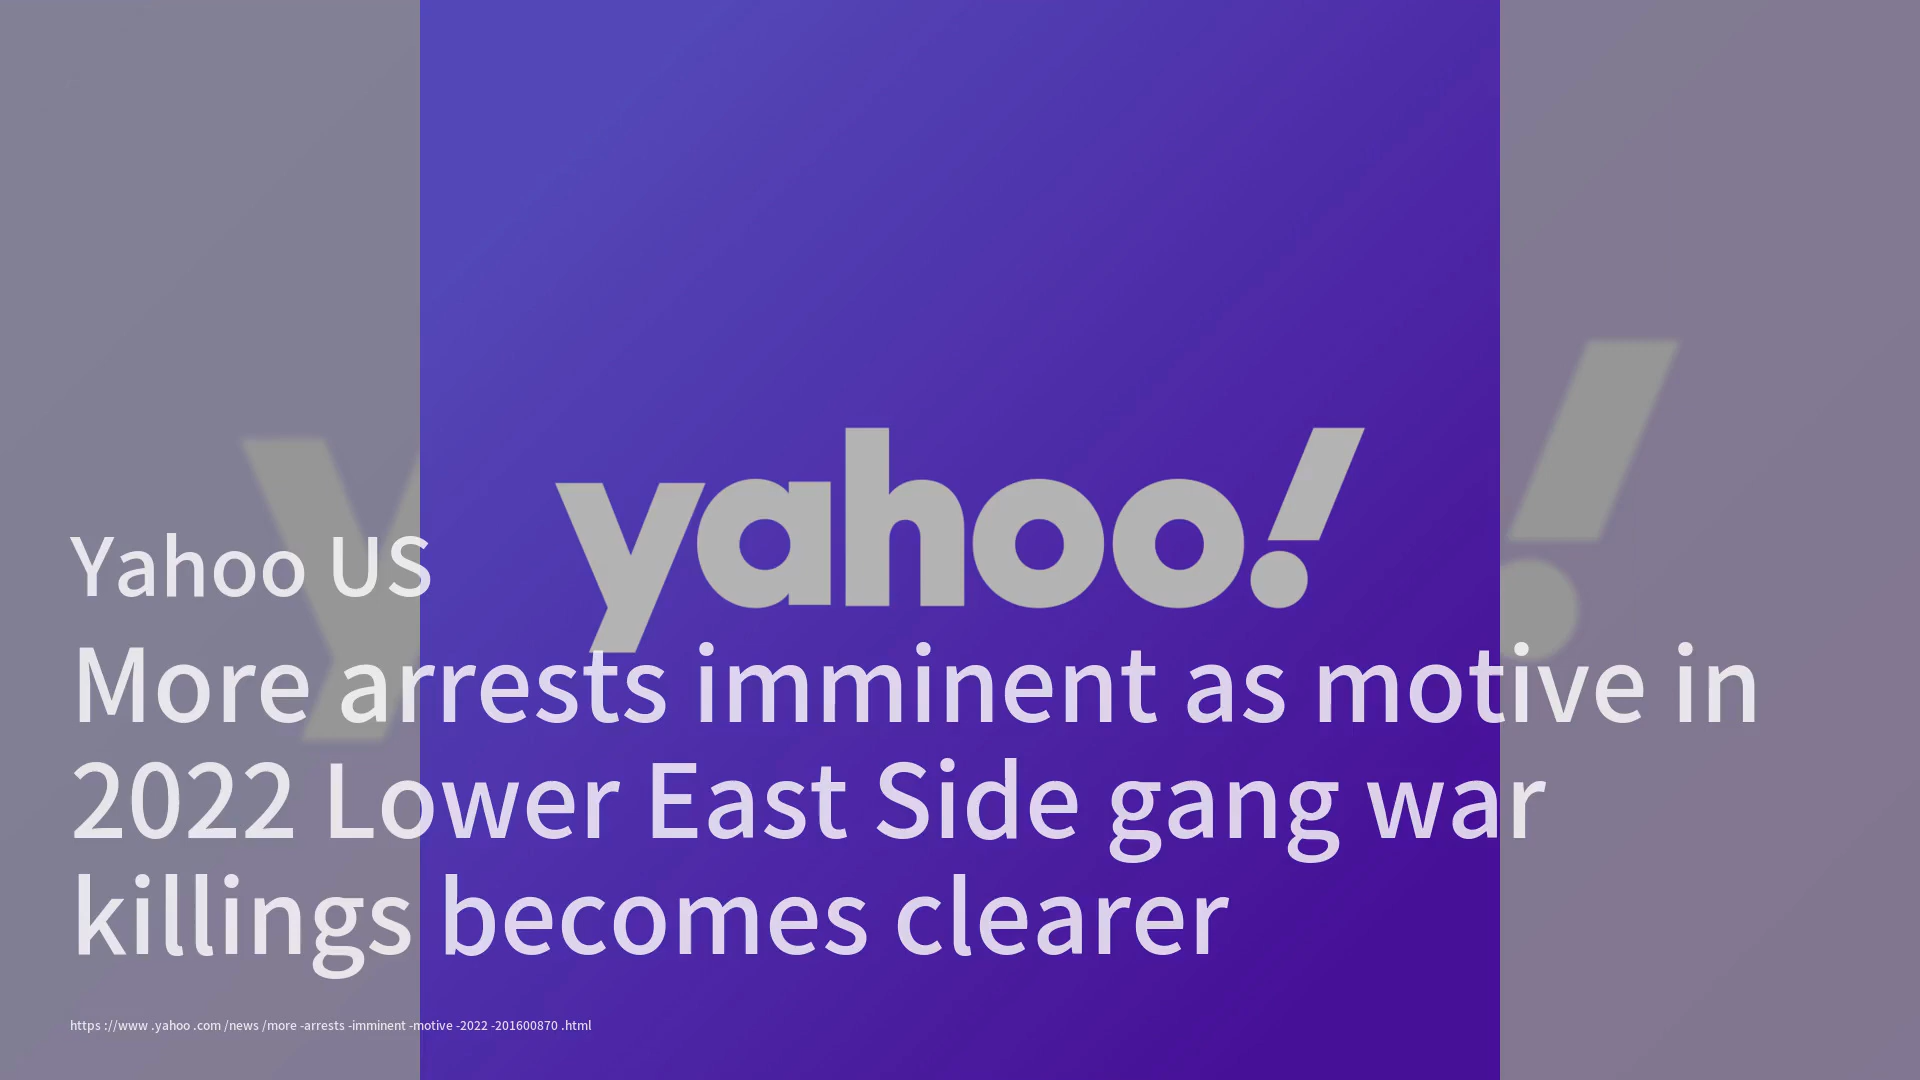 yahoo!
Yahoo US
More arrests imminent as motive in
2022 Lower East Side gang war
killings becomes clearer
https ://www .yahoo .com /news /more -arrests -imminent -motive -2022 -201600870 .html